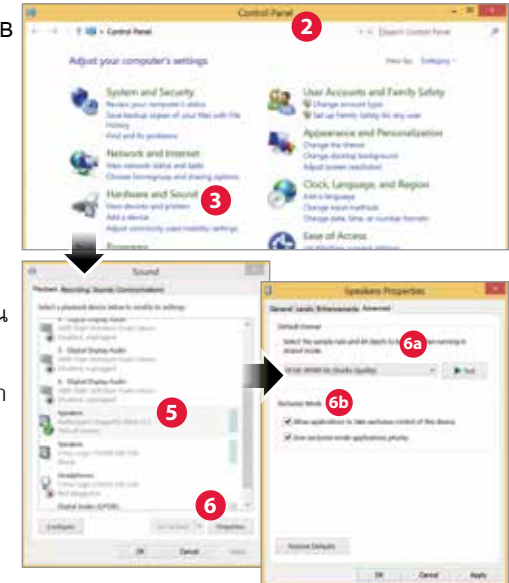 B
Control Panel
2
Control Panel
Search Control Panel
Adjust your computer's settings
View by: Category
System and Security
Review your computer's status
Save backup copies of your files with File
History
Find and fix problems
User Accounts and Family Safety
Change account type
Set up Family Safety for any user
Appearance and Personalization
Change the theme
Change desktop background
Adjust screen resolution
Network and Internet
View network status and tasks
Choose homegroup and sharing options
Hardware and Sound
3
View devices and printers
Add a device
Adjust commonly used mobility settings
Clock, Language, and Region
Add a language
Change input methods
Change date, time, or number formats
Programs
Ease of Access
Sound
Playback Recording Sounds Communications
Select a playback device below to modify its settings:
Digital Display Audio
Digital Display Audio
Speakers
5
Speakers
Headphones
6
Configure
Properties
OK Cancel
Speakers Properties
General Levels Enhancements Advanced
Default Format
6a
Select the sample rate and bit depth to be when running in
shared mode.
Test
Exclusive Mode
6b
Allow applications to take exclusive control of this device
Give exclusive mode applications priority
Restore Defaults
OK Cancel Apply
น